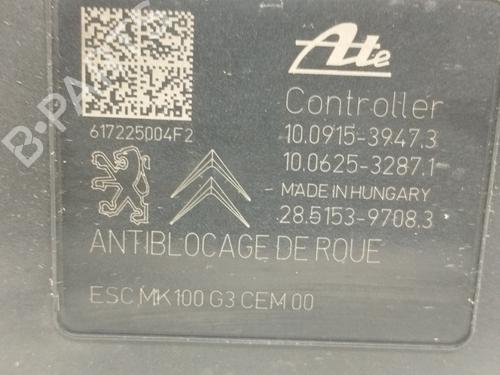 Ate
Controller
617225004F2
10.0915-3947.3
10.0625-3287.1
MADE IN HUNGARY
28.5153-9708.3
ANTIBLOCAGE DE ROUE
ESC MK100 G3 CEM 00
B-PARTS